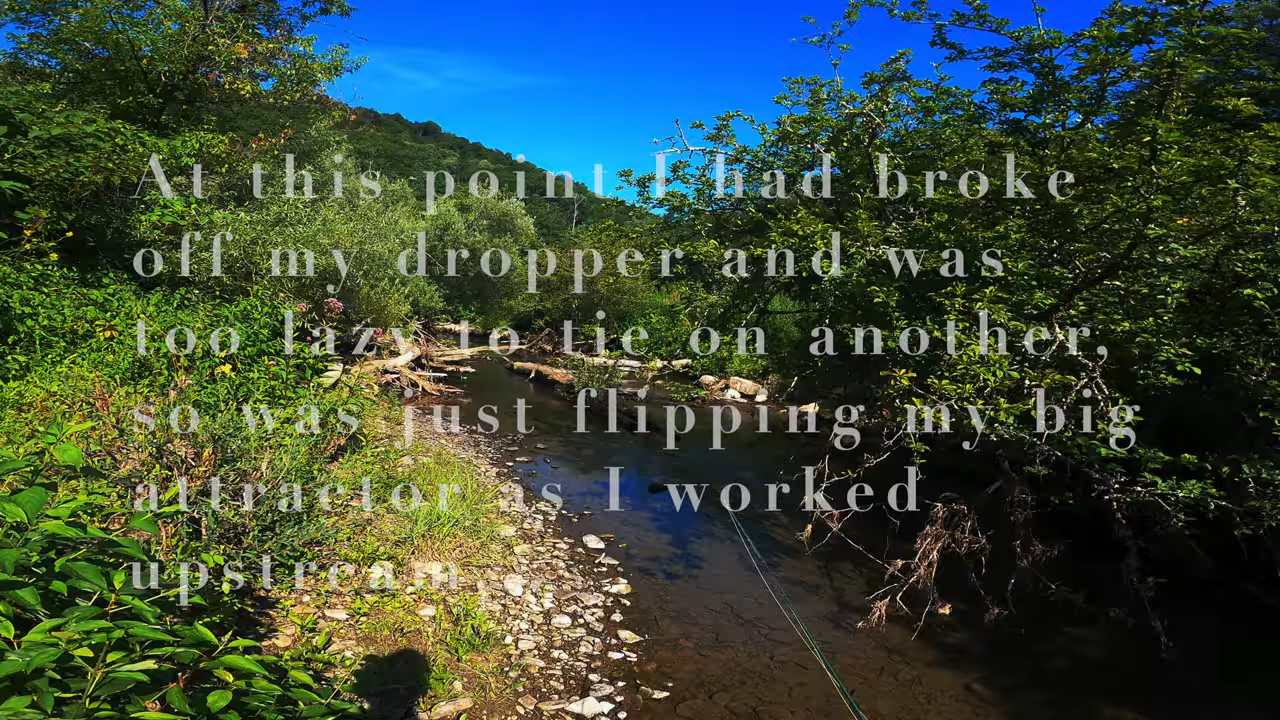 At this point I had broke
off my dropper and was
too lazy to tie on another,
so was just flipping my big
attractor as I worked
upstream...